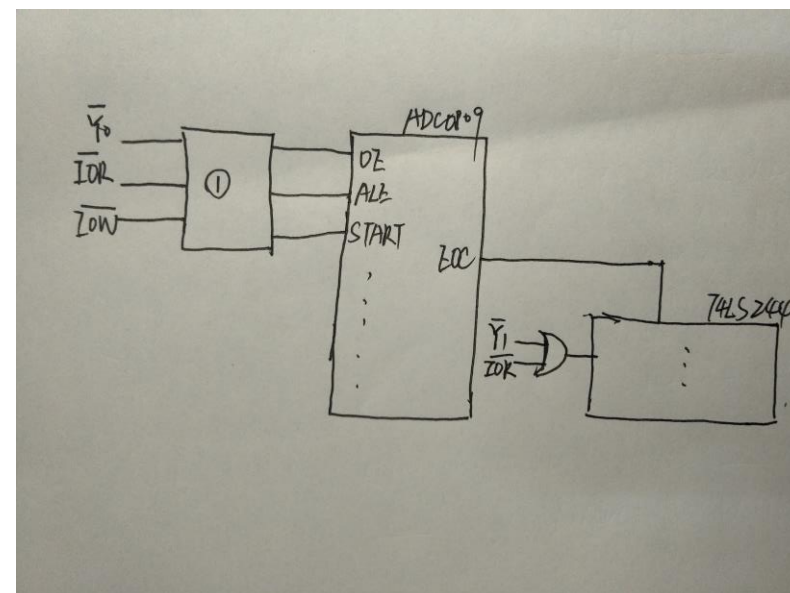 ADC0809
Y̅0
I̅O̅R̅
I̅O̅W̅
①
OE
ALE
START
EOC
74LS244
Y̅1
I̅O̅R̅